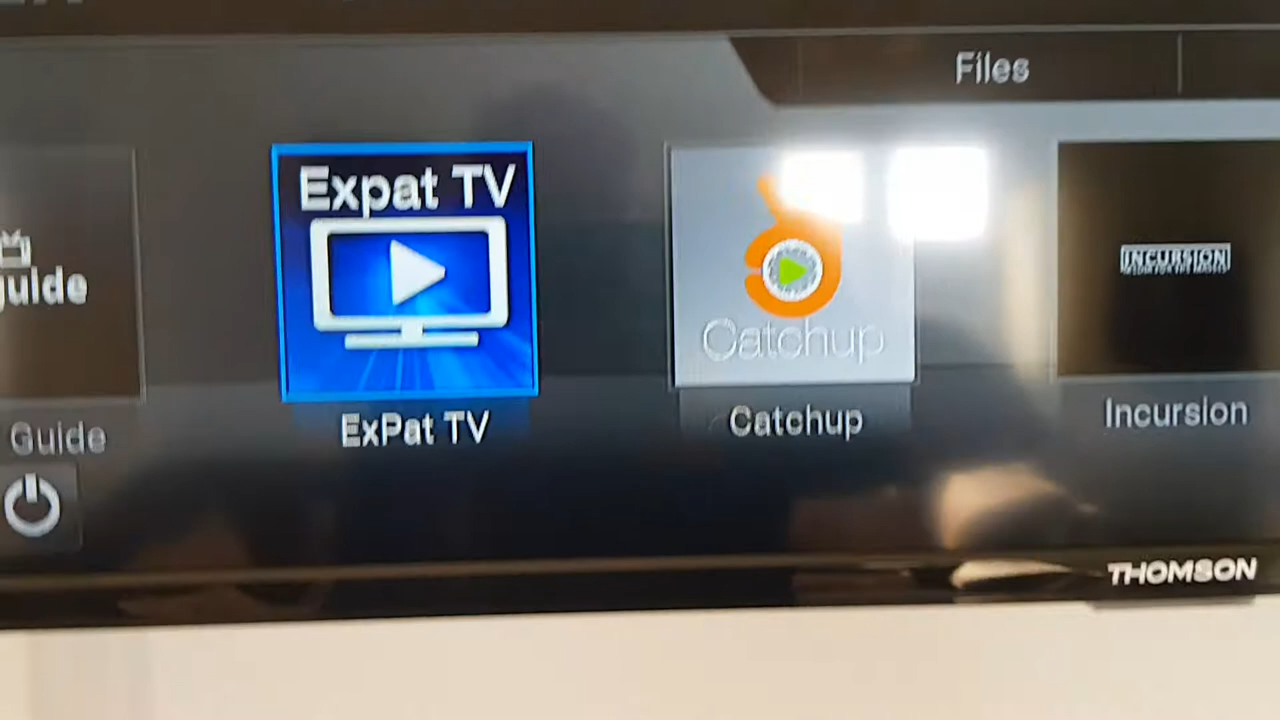 Files
guide
Expat TV
Catchup
INCURSION
Guide
ExPat TV
Catchup
Incursion
THOMSON